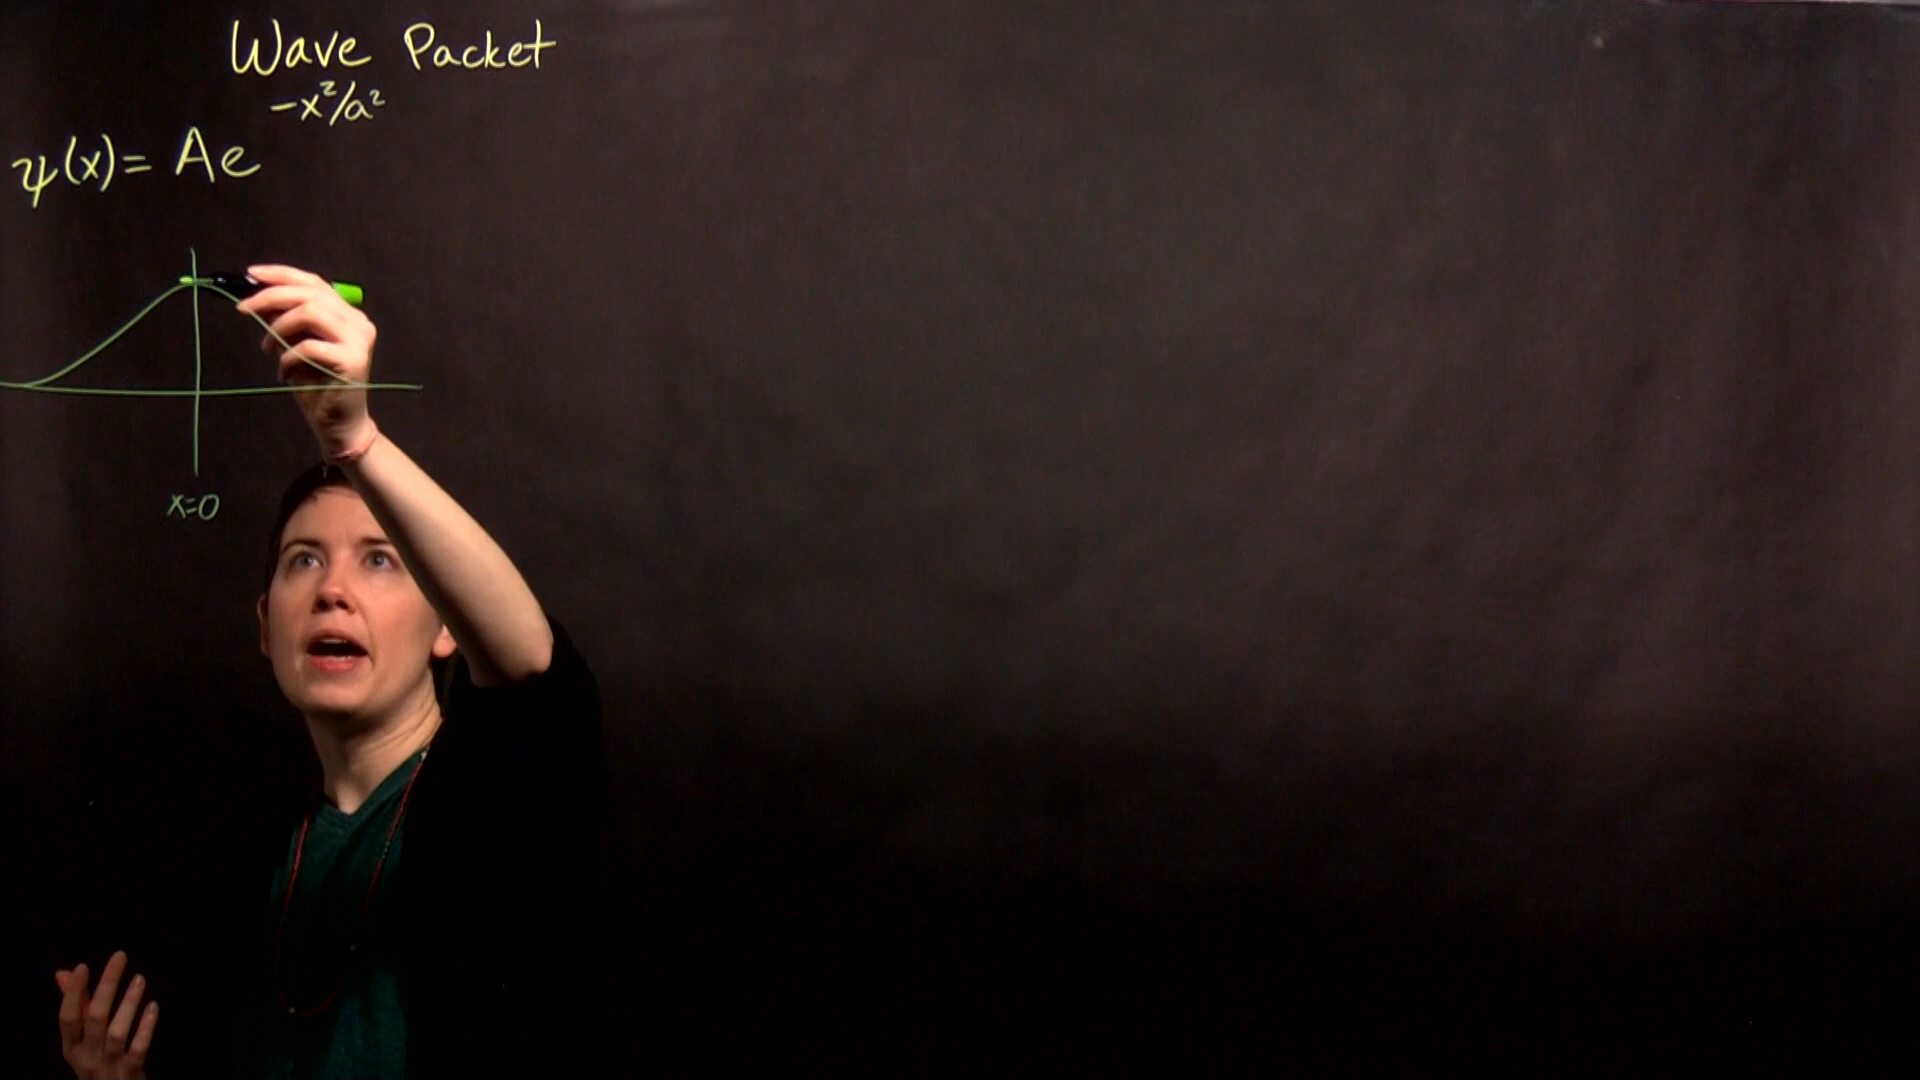 Wave Packet
ψ(x)= Ae^-x²/a²
x=0